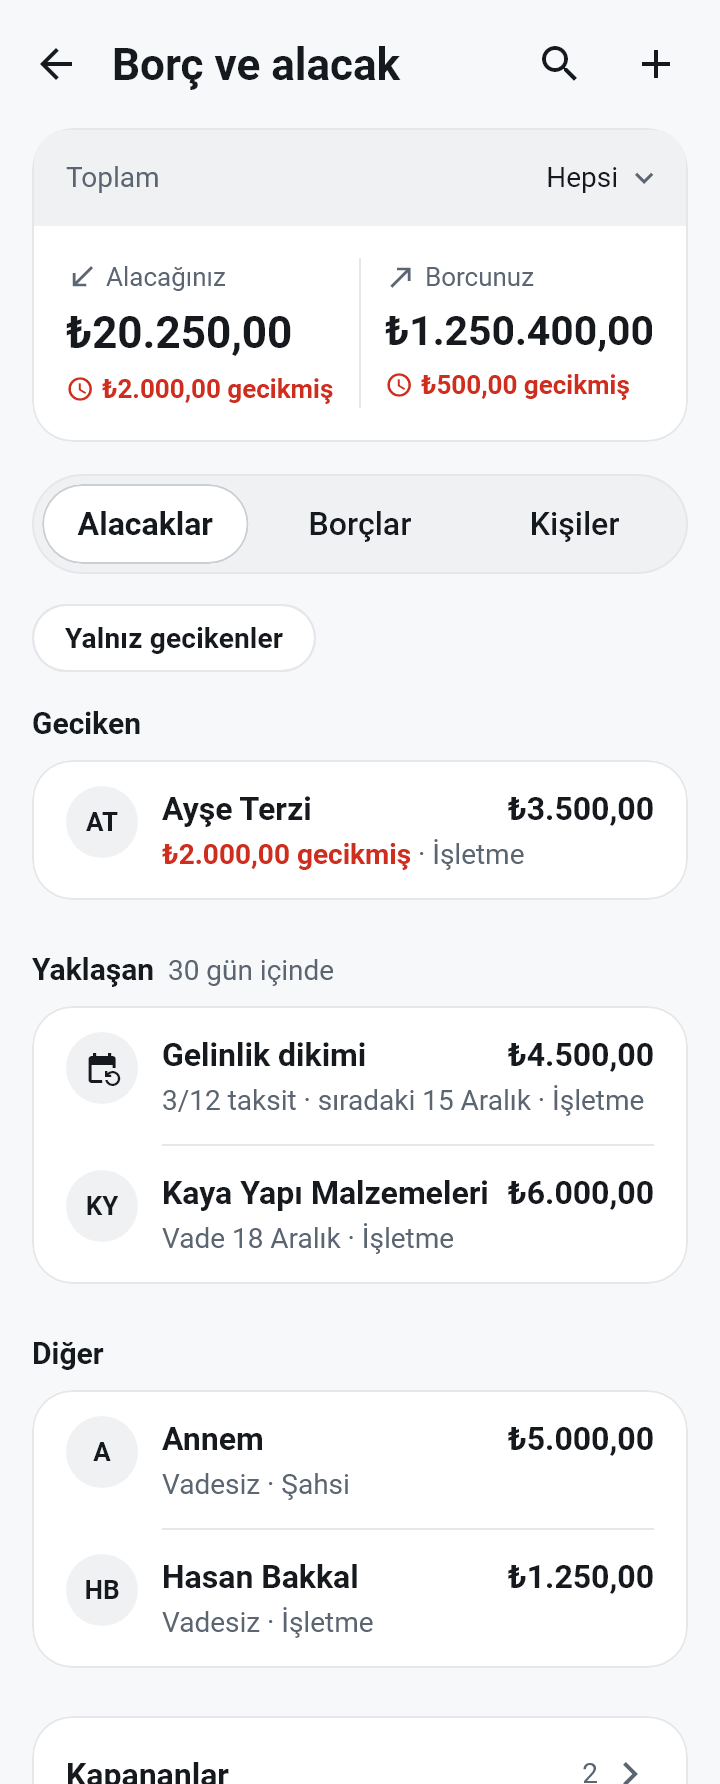 Borç ve alacak
Toplam
Hepsi
Alacağınız
₺20.250,00
₺2.000,00 gecikmiş
Borcunuz
₺1.250.400,00
₺500,00 gecikmiş
Alacaklar
Borçlar
Kişiler
Yalnız gecikenler
Geciken
AT
Ayşe Terzi
₺3.500,00
₺2.000,00 gecikmiş · İşletme
Yaklaşan 30 gün içinde
Gelinlik dikimi
₺4.500,00
3/12 taksit · sıradaki 15 Aralık · İşletme
KY
Kaya Yapı Malzemeleri
₺6.000,00
Vade 18 Aralık · İşletme
Diğer
A
Annem
₺5.000,00
Vadesiz · Şahsi
HB
Hasan Bakkal
₺1.250,00
Vadesiz · İşletme
Kapananlar
2